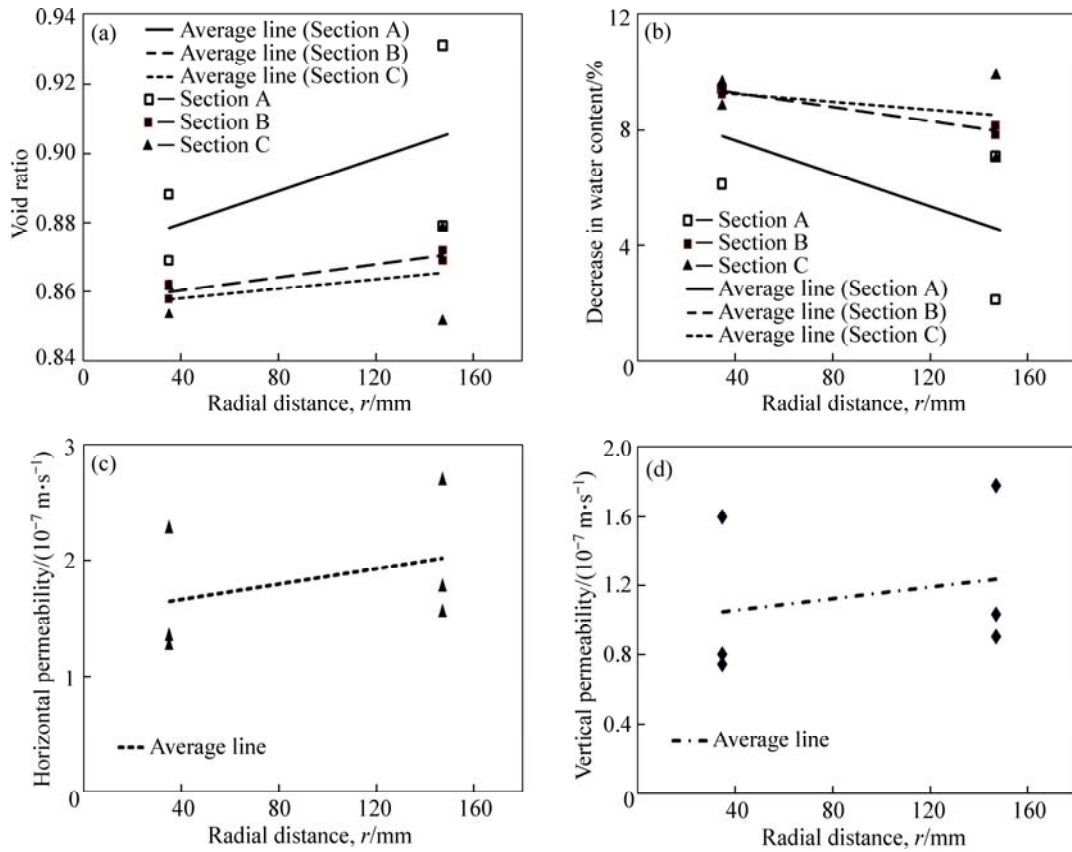 (a)
0.94
0.92
0.90
0.88
0.86
0.84
Void ratio
Average line (Section A)
Average line (Section B)
Average line (Section C)
Section A
Section B
Section C
0
40
80
120
160
Radial distance, r/mm
(b)
12
8
4
0
Decrease in water content/%
Section A
Section B
Section C
Average line (Section A)
Average line (Section B)
Average line (Section C)
40
80
120
160
Radial distance, r/mm
(c)
3
2
1
0
Horizontal permeability/(10⁻⁷ m·s⁻¹)
Average line
40
80
120
160
Radial distance, r/mm
(d)
2.0
1.6
1.2
0.8
0.4
0
Vertical permeability/(10⁻⁷ m·s⁻¹)
Average line
40
80
120
160
Radial distance, r/mm